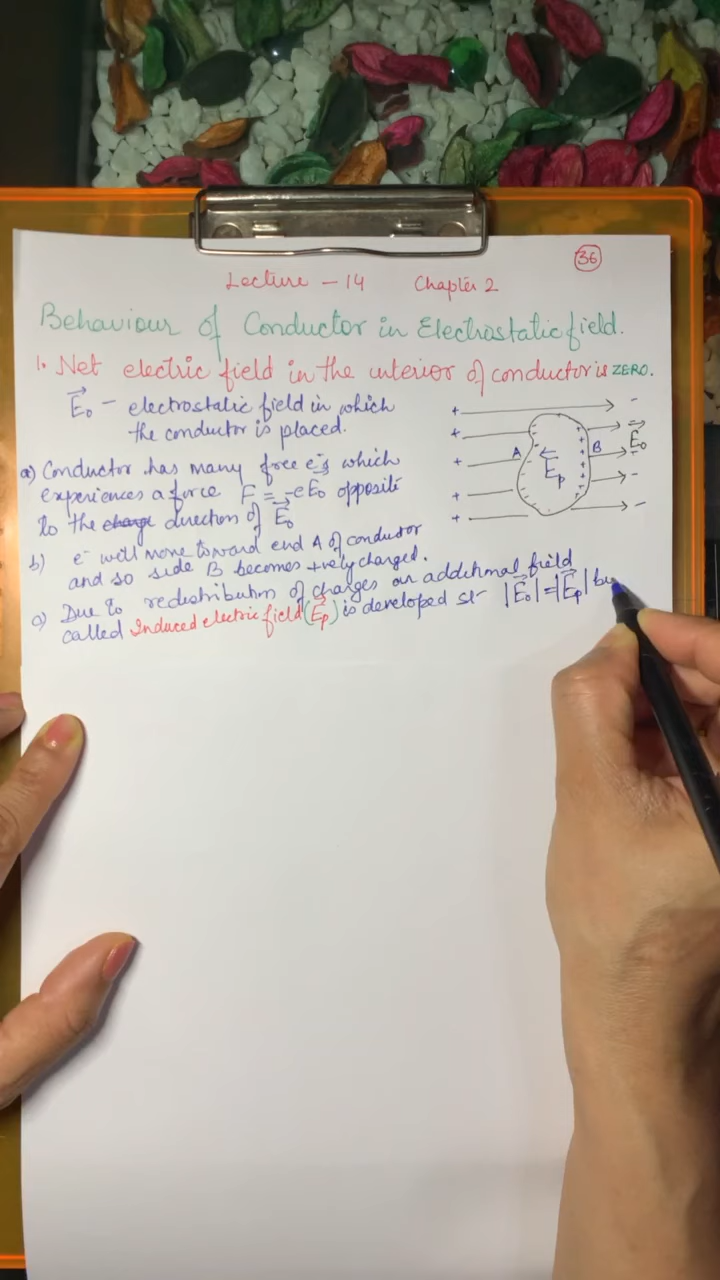 36
Lecture - 14 Chapter 2
Behaviour of Conductor in Electrostatic field.
1. Net electric field in the interior of conductor is ZERO.
E₀ - electrostatic field in which
the conductor is placed.
a) Conductor has many free e⁻s which
experiences a force F = -eE₀ opposite
to the direction of E₀
b) e⁻ will move toward end A of conductor
and so side B becomes +vely charged.
c) Due to redistribution of charges an additional field
called Induced electric field (Ep) is developed st |E₀| = |Ep| bu
A B
Ep
E₀